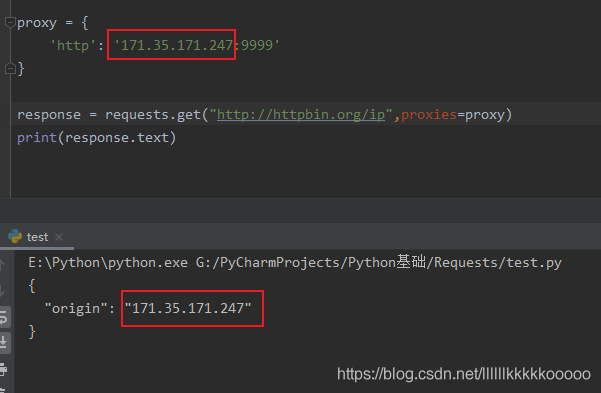 proxy = {
'http': '171.35.171.247:9999'
}
response = requests.get("http://httpbin.org/ip",proxies=proxy)
print(response.text)
test ×
E:\Python\python.exe G:/PyCharmProjects/Python基础/Requests/test.py
{
"origin": "171.35.171.247"
}
https://blog.csdn.net/llllllkkkkkooooo